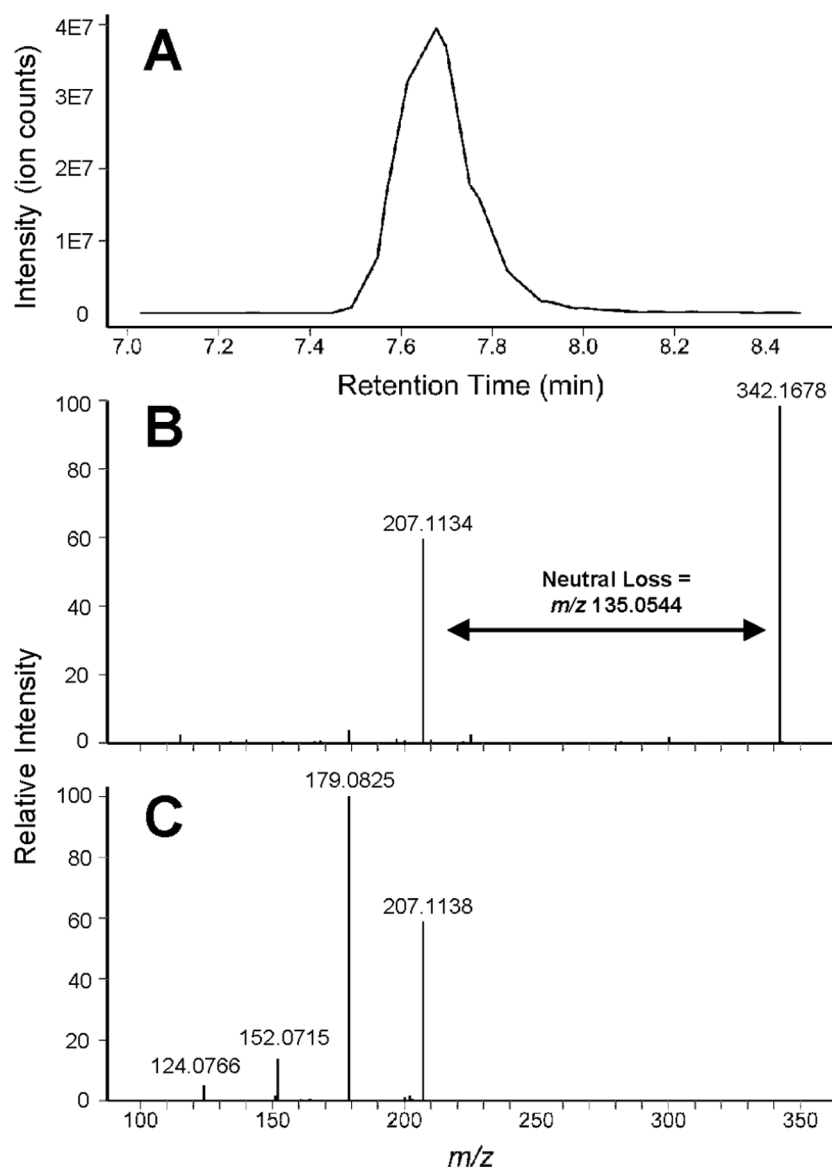 A
4E7
3E7
2E7
1E7
0
Intensity (ion counts)
7.0 7.2 7.4 7.6 7.8 8.0 8.2 8.4
Retention Time (min)
B
100
80
60
40
20
0
342.1678
207.1134
Neutral Loss =
m/z 135.0544
Relative Intensity
C
100
80
60
40
20
0
179.0825
207.1138
152.0715
124.0766
100 150 200 250 300 350
m/z